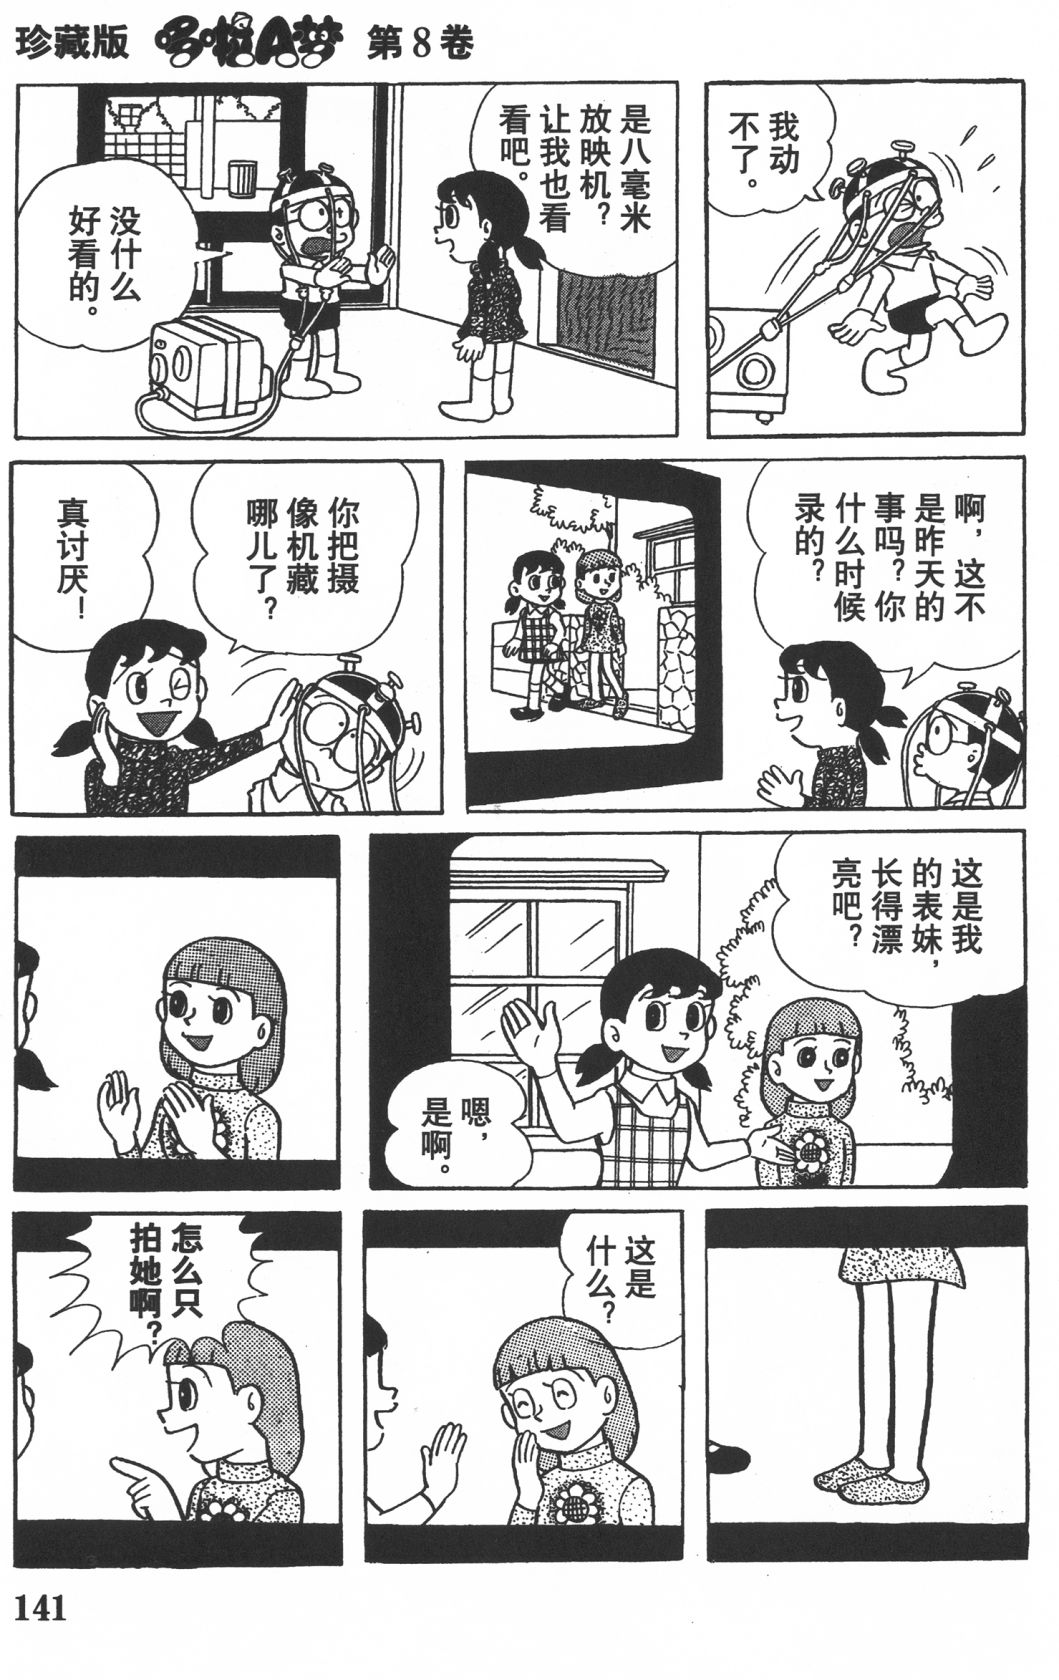 珍藏版 哆啦A梦 第8卷
我动
不了。
是八毫米
放映机?
让我也看
看吧。
没什么
好看的。
啊，这不
是昨天的
事吗?你
什么时候
录的?
你把摄
像机藏
哪儿了?
真讨厌!
这是我
的表妹，
长得漂
亮吧?
嗯，
是啊。
这是
什么?
怎么只
拍她啊?
141